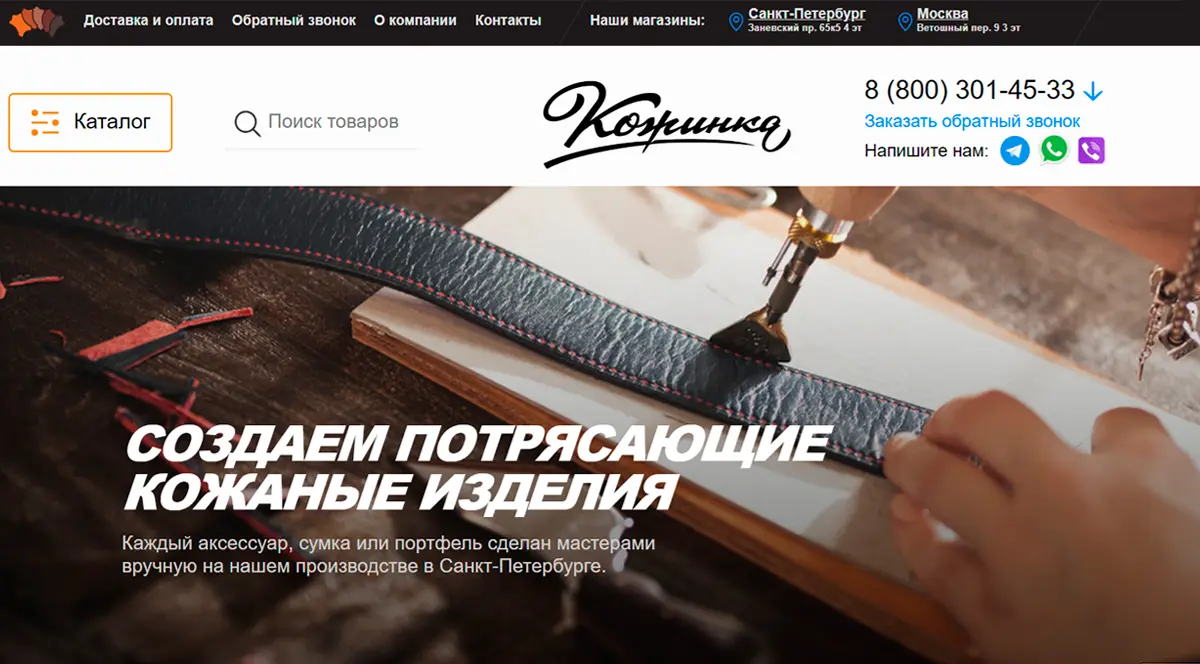 Доставка и оплата
Обратный звонок
О компании
Контакты
Наши магазины:
Санкт-Петербург
Заневский пр. 65к5 4 эт
Москва
Ветошный пер. 9 3 эт
Каталог
Поиск товаров
Кожинка
8 (800) 301-45-33
Заказать обратный звонок
Напишите нам:
СОЗДАЕМ ПОТРЯСАЮЩИЕ
КОЖАНЫЕ ИЗДЕЛИЯ
Каждый аксессуар, сумка или портфель сделан мастерами
вручную на нашем производстве в Санкт-Петербурге.